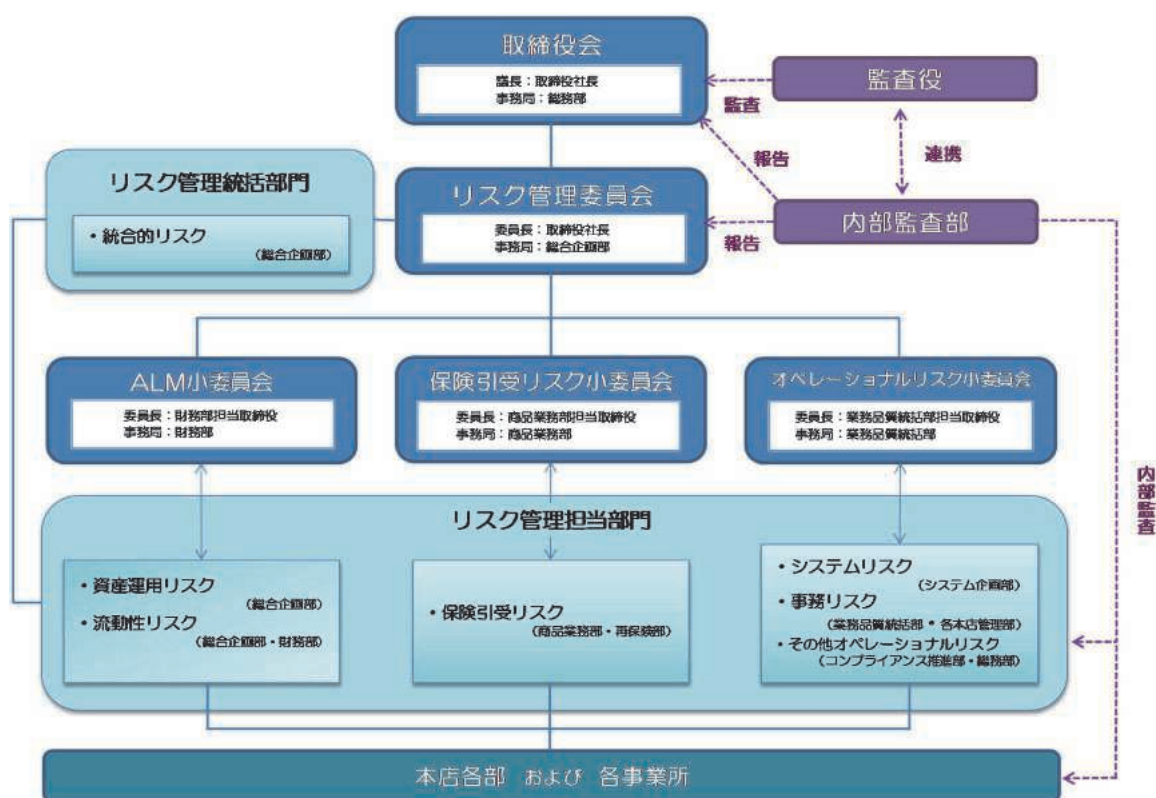 取締役会
議長：取締役社長
事務局：総務部
監査役
監査
報告
連携
リスク管理統括部門
・統合的リスク
（総合企画部）
リスク管理委員会
委員長：取締役社長
事務局：総合企画部
報告
内部監査部
ALM小委員会
委員長：財務部担当取締役
事務局：財務部
保険引受リスク小委員会
委員長：商品業務部担当取締役
事務局：商品業務部
オペレーショナルリスク小委員会
委員長：業務品質統括部担当取締役
事務局：業務品質統括部
内部監査
リスク管理担当部門
・資産運用リスク
（総合企画部）
・流動性リスク
（総合企画部・財務部）
・保険引受リスク
（商品業務部・再保険部）
・システムリスク
（システム企画部）
・事務リスク
（業務品質統括部・各本店管理部）
・その他オペレーショナルリスク
（コンプライアンス推進部・総務部）
本店各部 および 各事業所